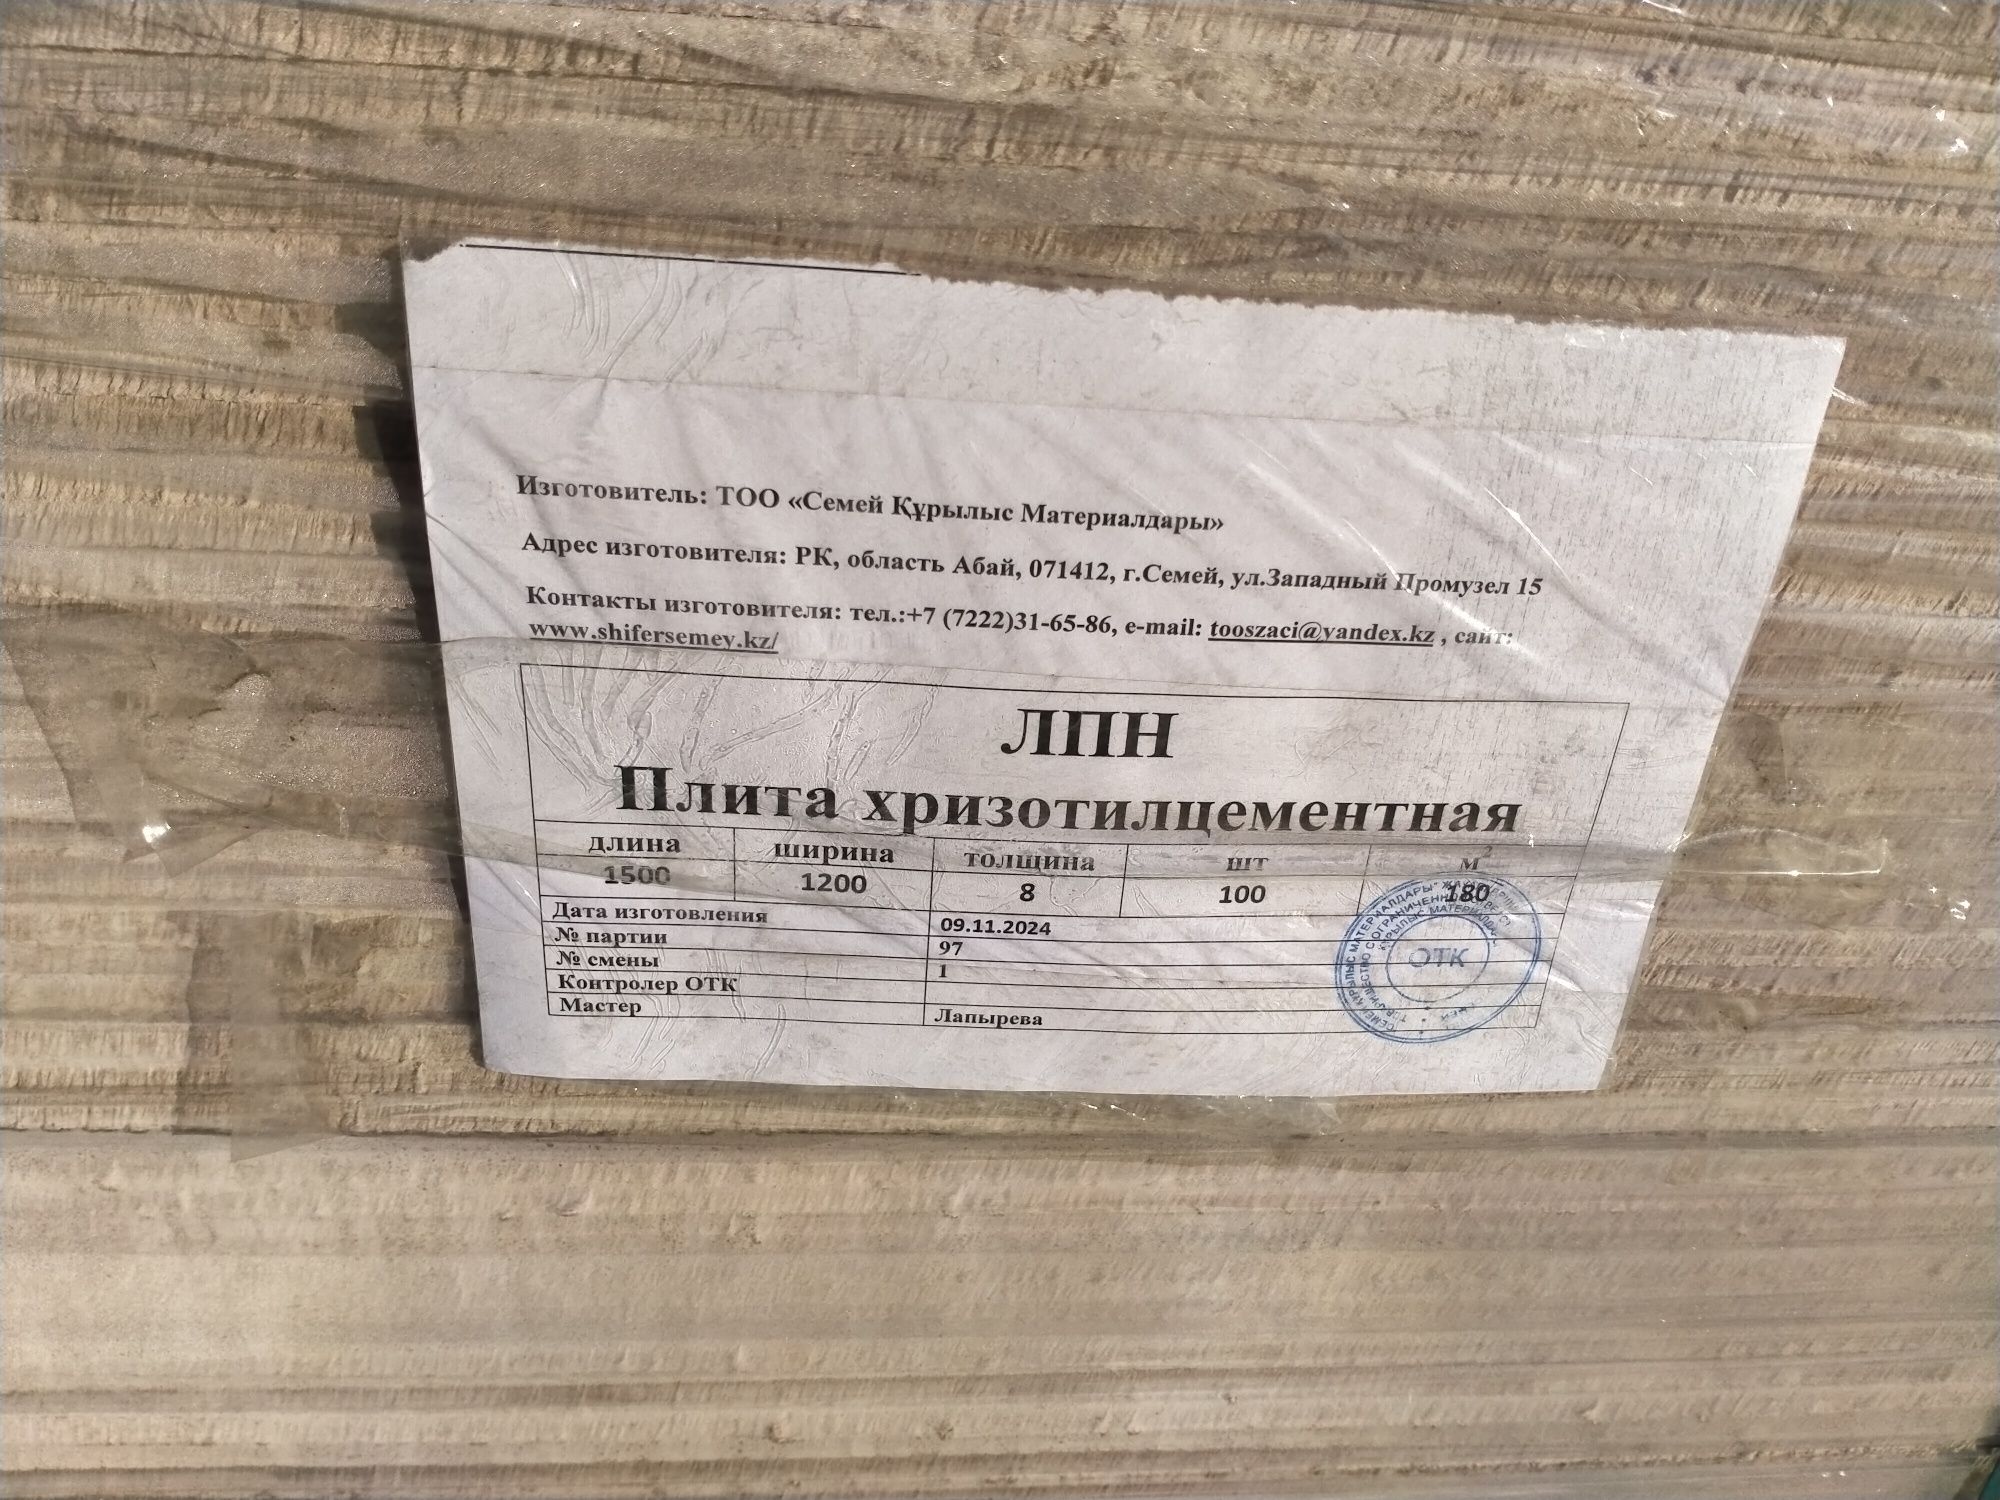 Изготовитель: ТОО «Семей Құрылыс Материалдары»
Адрес изготовителя: РК, область Абай, 071412, г.Семей, ул.Западный Промузел 15
Контакты изготовителя: тел.:+7 (7222)31-65-86, e-mail: tooszaci@yandex.kz , сайт:
www.shifersemey.kz/
ЛПН
Плита хризотилцементная
длина ширина толщина шт м²
1500 1200 8 100 180
Дата изготовления 09.11.2024
№ партии 97
№ смены 1
Контролер ОТК
Мастер Лапырева
ОТК